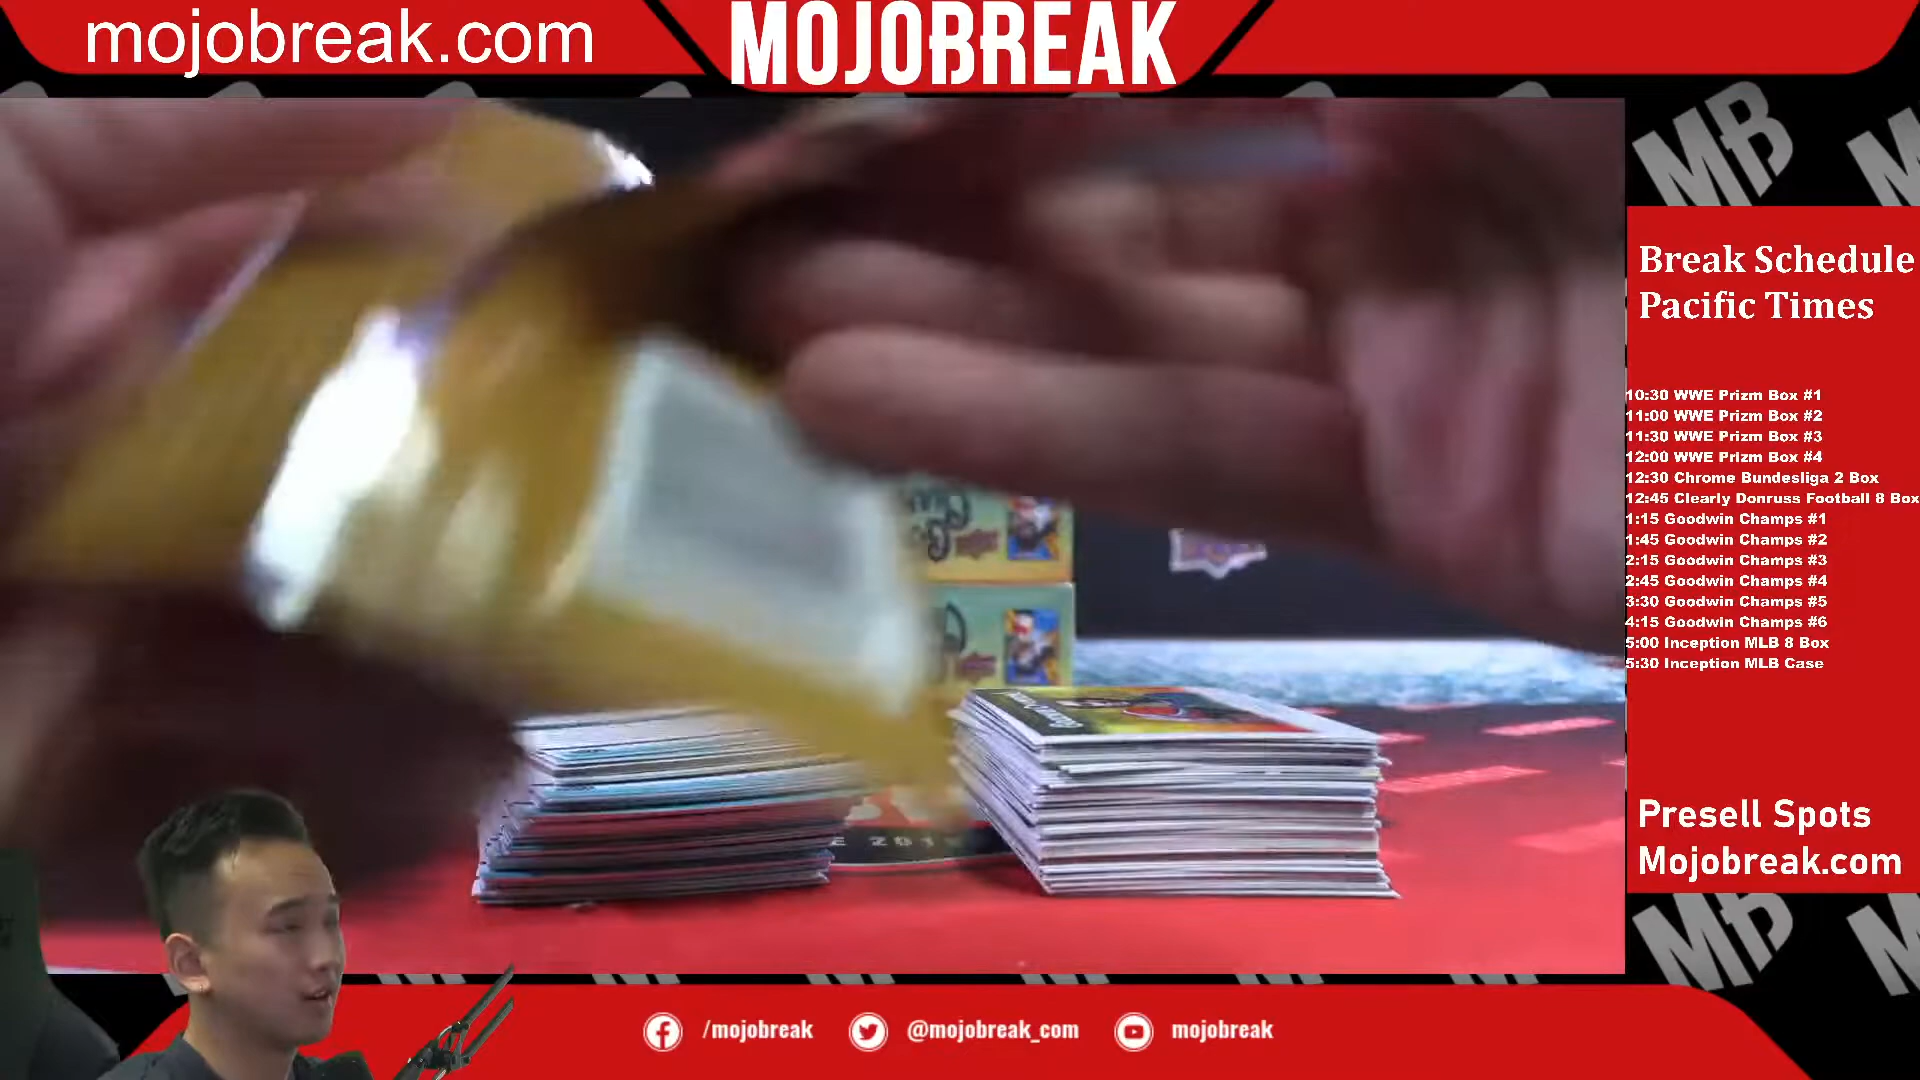 mojobreak.com
MOJOBREAK
MB
Break Schedule
Pacific Times
10:30 WWE Prizm Box #1
11:00 WWE Prizm Box #2
11:30 WWE Prizm Box #3
12:00 WWE Prizm Box #4
12:30 Chrome Bundesliga 2 Box
12:45 Clearly Donruss Football 8 Box
1:15 Goodwin Champs #1
1:45 Goodwin Champs #2
2:15 Goodwin Champs #3
2:45 Goodwin Champs #4
3:30 Goodwin Champs #5
4:15 Goodwin Champs #6
5:00 Inception MLB 8 Box
5:30 Inception MLB Case
Presell Spots
Mojobreak.com
MB
/mojobreak
@mojobreak_com
mojobreak